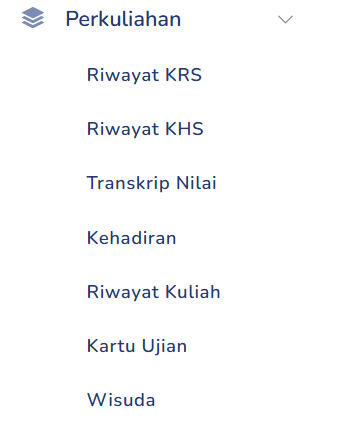 Perkuliahan
Riwayat KRS
Riwayat KHS
Transkrip Nilai
Kehadiran
Riwayat Kuliah
Kartu Ujian
Wisuda